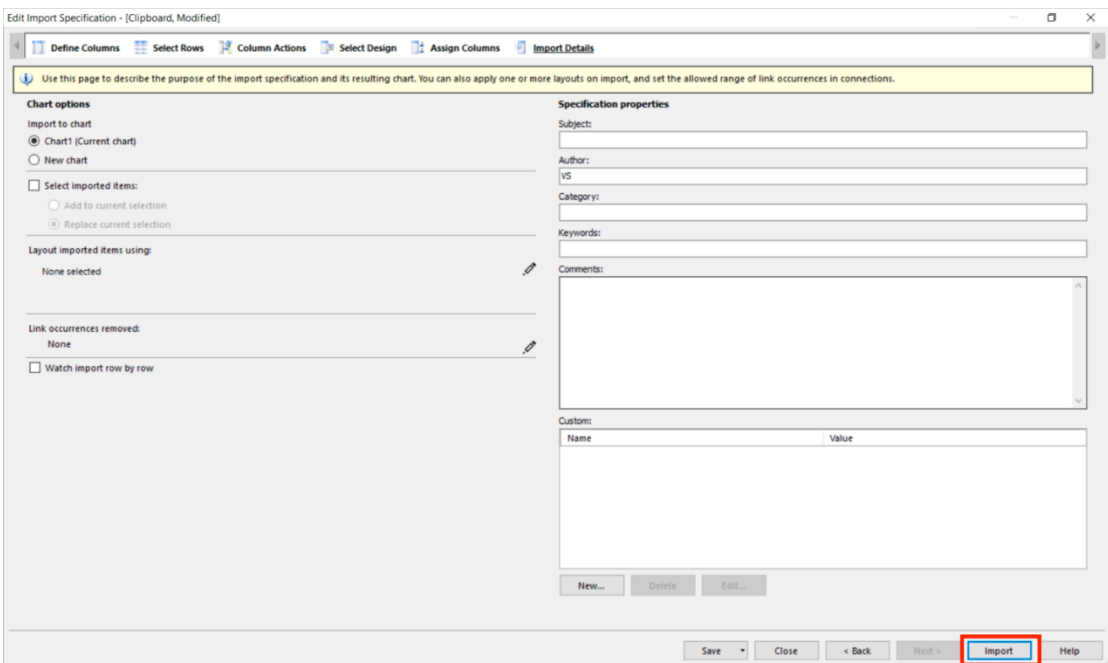 Edit Import Specification - [Clipboard, Modified]
Define Columns Select Rows Column Actions Select Design Assign Columns Import Details
Use this page to describe the purpose of the import specification and its resulting chart. You can also apply one or more layouts on import, and set the allowed range of link occurrences in connections.
Chart options
Import to chart
Chart1 (Current chart)
New chart
Select imported items:
Add to current selection
Replace current selection
Layout imported items using:
None selected
Link occurrences removed:
None
Watch import row by row
Specification properties
Subject:
Author:
VS
Category:
Keywords:
Comments:
Custom:
Name Value
New... Delete Edit...
Save Close < Back Next > Import Help